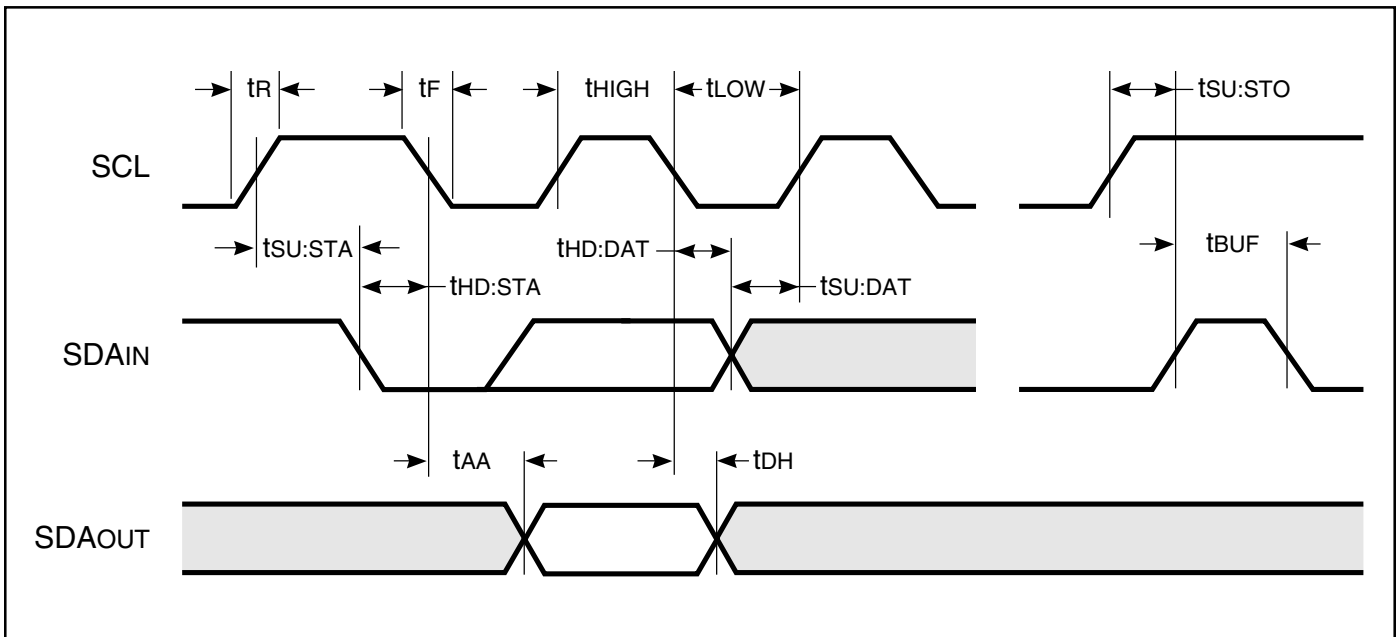 tR
tF
tHIGH
tLOW
tSU:STO
SCL
tSU:STA
tHD:STA
tHD:DAT
tSU:DAT
tBUF
SDAIN
tAA
tDH
SDAOUT